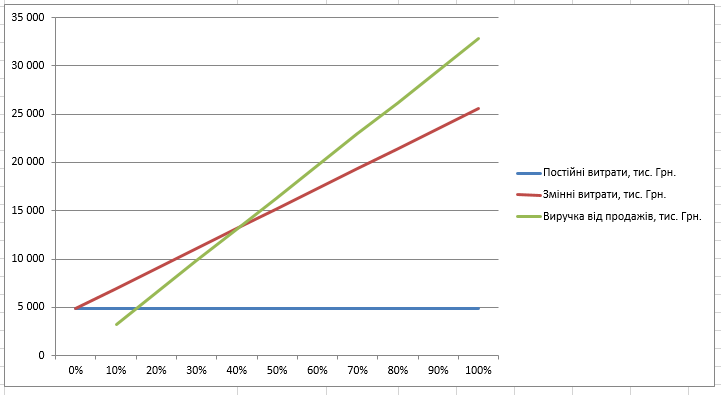 35 000
30 000
25 000
20 000
15 000
10 000
5 000
0
0% 10% 20% 30% 40% 50% 60% 70% 80% 90% 100%
Постійні витрати, тис. Грн.
Змінні витрати, тис. Грн.
Виручка від продажів, тис. Грн.